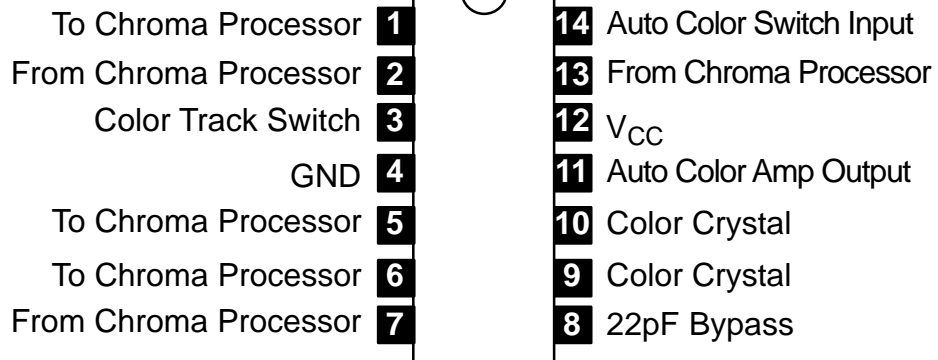 To Chroma Processor 1
From Chroma Processor 2
Color Track Switch 3
GND 4
To Chroma Processor 5
To Chroma Processor 6
From Chroma Processor 7
14 Auto Color Switch Input
13 From Chroma Processor
12 VCC
11 Auto Color Amp Output
10 Color Crystal
9 Color Crystal
8 22pF Bypass